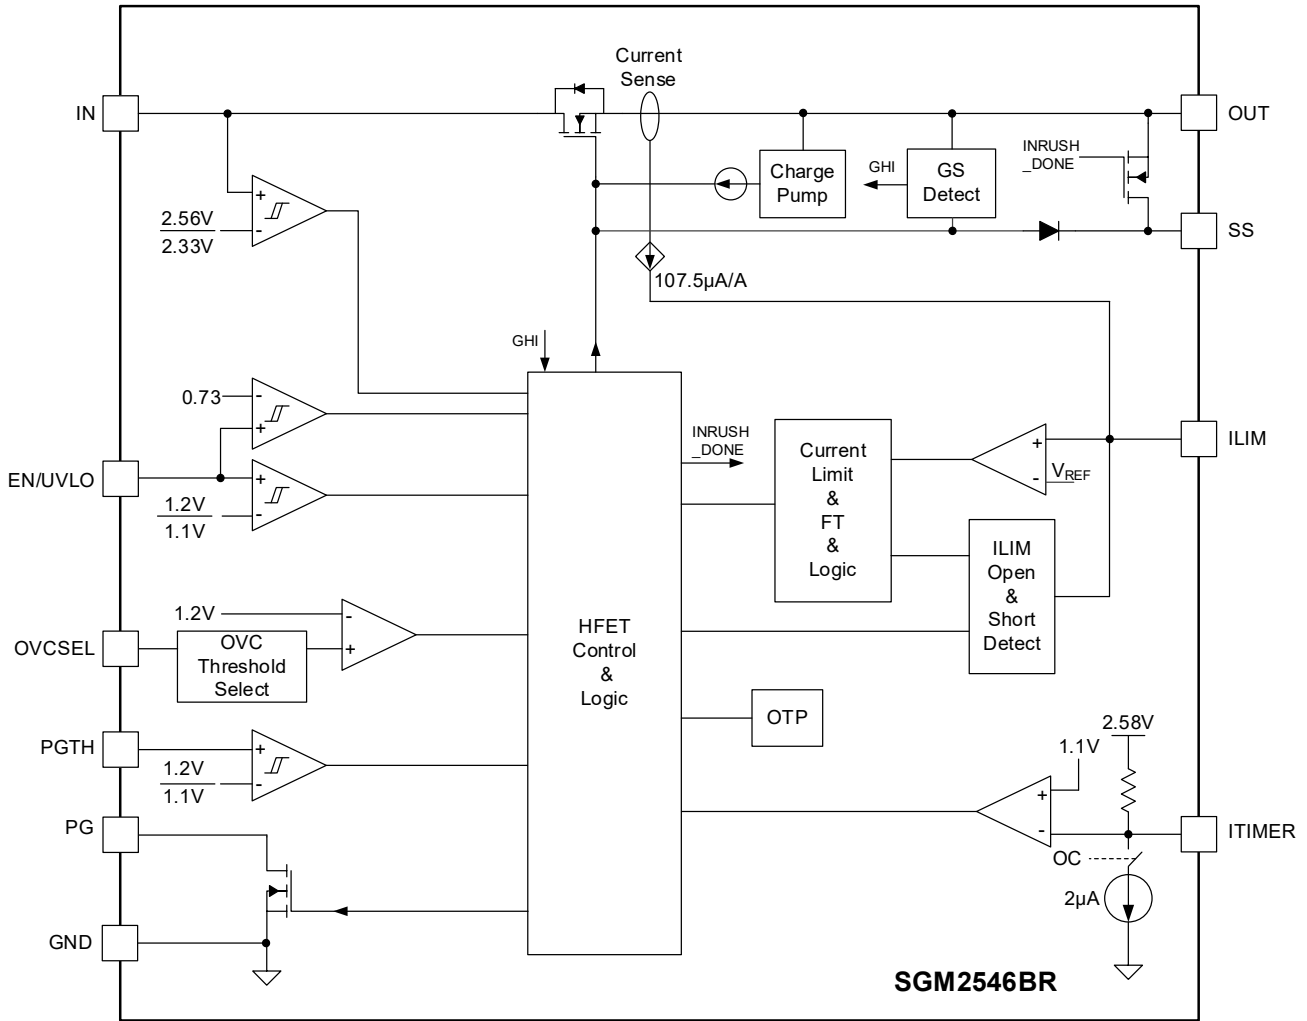 Current
Sense
IN
OUT
INRUSH
_DONE
Charge
Pump
GHI
GS
Detect
+
2.56V
-
2.33V
SS
107.5μA/A
GHI
0.73
-
+
INRUSH
_DONE
Current
Limit
&
FT
&
Logic
+
-
VREF
ILIM
EN/UVLO
+
1.2V
-
1.1V
ILIM
Open
&
Short
Detect
1.2V
-
+
OVCSEL
OVC
Threshold
Select
HFET
Control
&
Logic
OTP
PGTH
+
1.2V
-
1.1V
2.58V
1.1V
+
-
ITIMER
OC
2μA
PG
GND
SGM2546BR